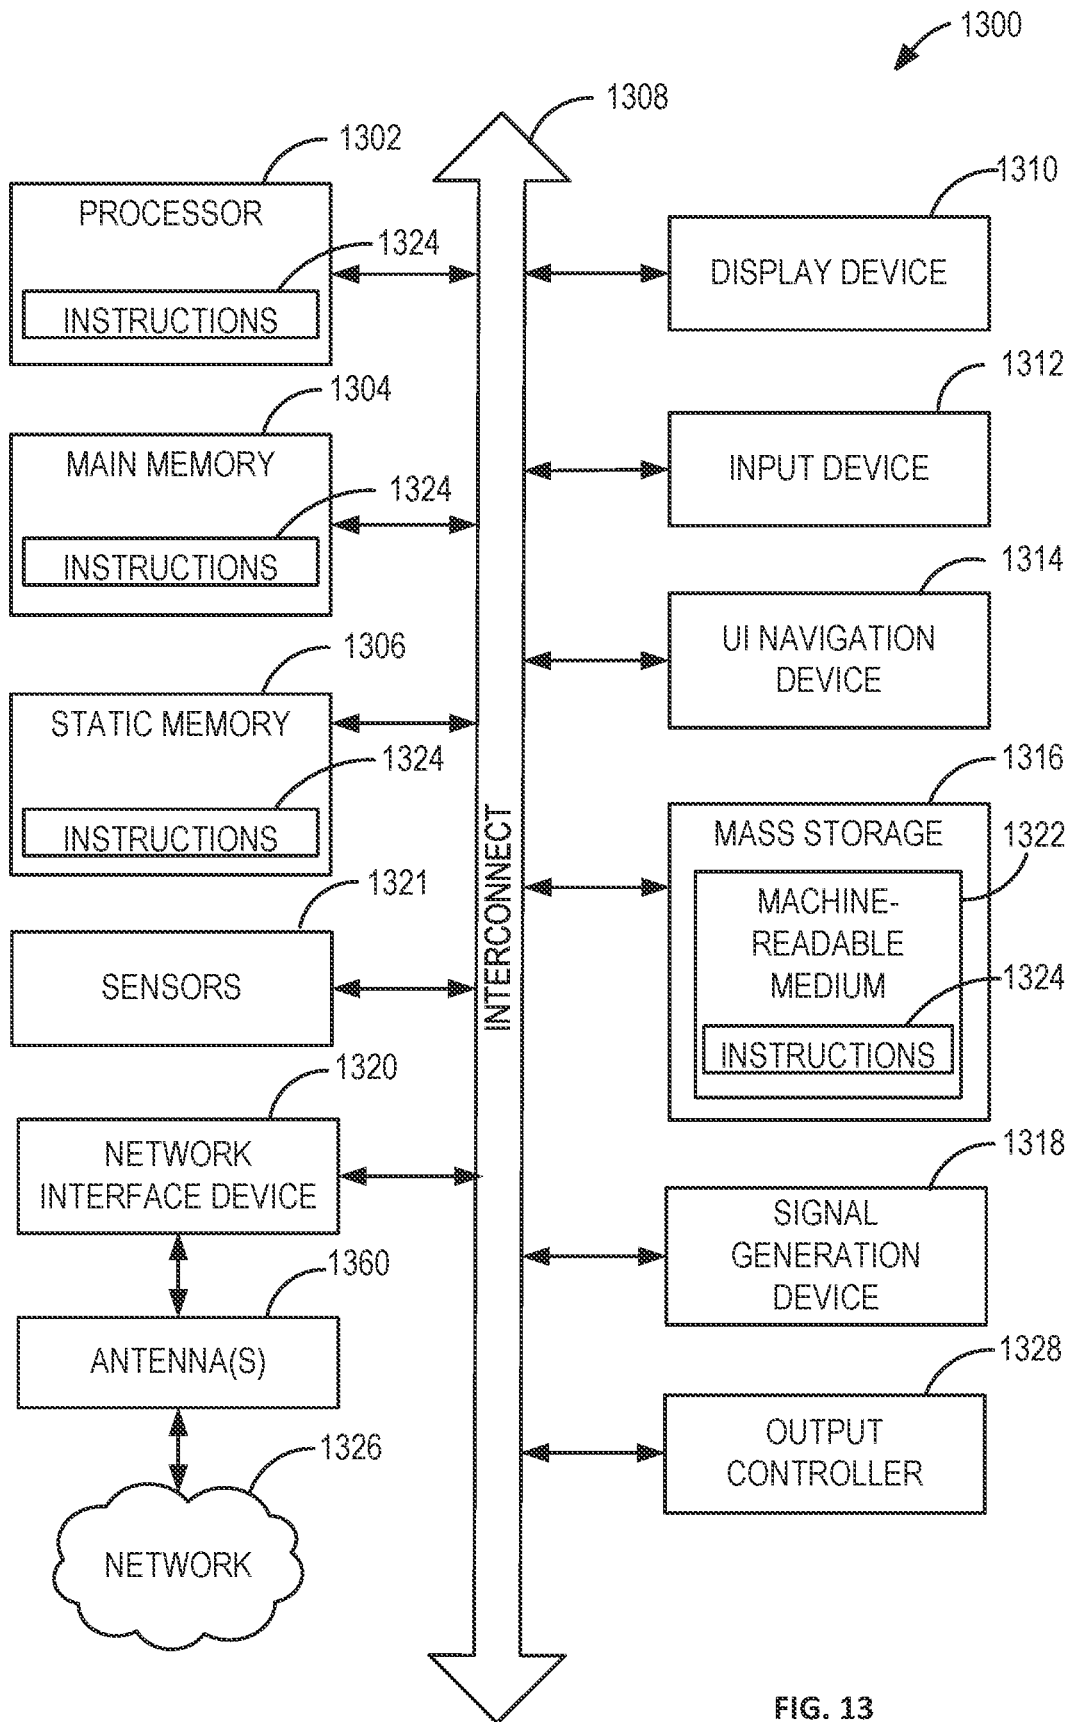 1300
1308
1302
PROCESSOR
1324
INSTRUCTIONS
1304
MAIN MEMORY
1324
INSTRUCTIONS
1306
STATIC MEMORY
1324
INSTRUCTIONS
1321
SENSORS
1320
NETWORK
INTERFACE DEVICE
1360
ANTENNA(S)
1326
NETWORK
INTERCONNECT
1310
DISPLAY DEVICE
1312
INPUT DEVICE
1314
UI NAVIGATION
DEVICE
1316
MASS STORAGE
1322
MACHINE-
READABLE
MEDIUM
1324
INSTRUCTIONS
1318
SIGNAL
GENERATION
DEVICE
1328
OUTPUT
CONTROLLER
FIG. 13